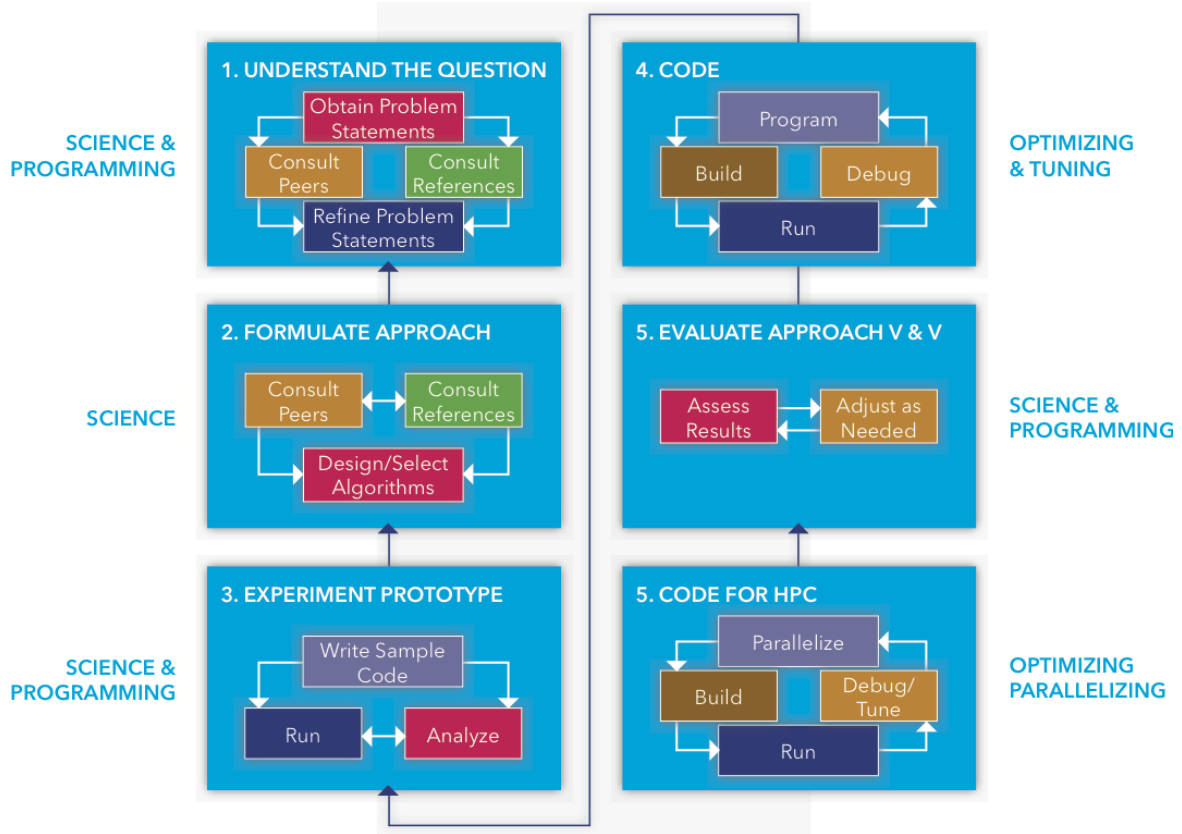 1. UNDERSTAND THE QUESTION
Obtain Problem
Statements
Consult
Peers
Consult
References
Refine Problem
Statements
SCIENCE &
PROGRAMMING
2. FORMULATE APPROACH
Consult
Peers
Consult
References
Design/Select
Algorithms
SCIENCE
3. EXPERIMENT PROTOTYPE
Write Sample
Code
Run
Analyze
SCIENCE &
PROGRAMMING
4. CODE
Program
Build
Debug
Run
OPTIMIZING
& TUNING
5. EVALUATE APPROACH V & V
Assess
Results
Adjust as
Needed
SCIENCE &
PROGRAMMING
5. CODE FOR HPC
Parallelize
Build
Debug/
Tune
Run
OPTIMIZING
PARALLELIZING